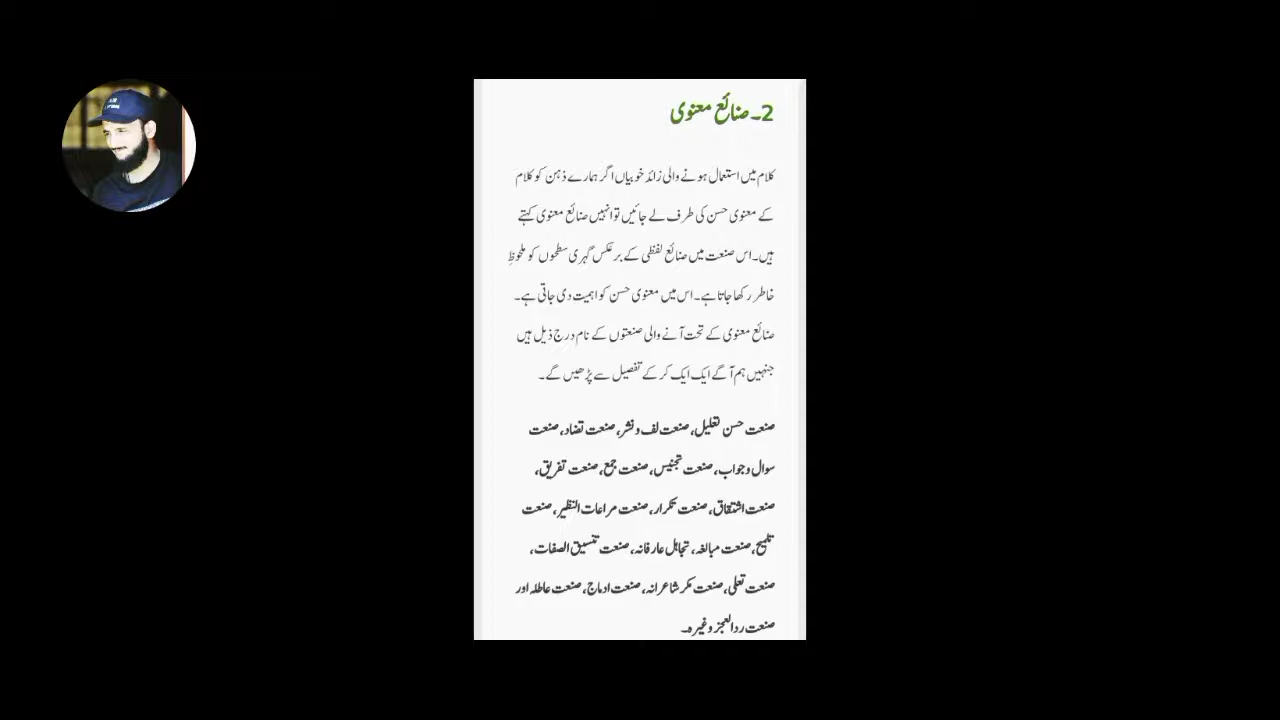 2۔ صنائع معنوی
کلام میں استعمال ہونے والی زائد خوبیاں اگر ہمارے ذہن کو کلام
کے معنوی حسن کی طرف لے جائیں تو انہیں صنائع معنوی کہتے
ہیں۔ اس صنعت میں صنائع لفظی کے برعکس گہری سطحوں کو ملحوظِ
خاطر رکھا جاتا ہے۔ اس میں معنوی حسن کو اہمیت دی جاتی ہے۔
صنائع معنوی کے تحت آنے والی صنعتوں کے نام درج ذیل ہیں
جنہیں ہم آگے ایک ایک کر کے تفصیل سے پڑھیں گے۔
صنعت حسن تعلیل، صنعت لف و نشر، صنعت تضاد، صنعت
سوال و جواب، صنعت تجنیس، صنعت جمع، صنعت تفریق،
صنعت اشتقاق، صنعت تکرار، صنعت مراعات النظیر، صنعت
تلمیح، صنعت مبالغہ، تجاہل عارفانہ، صنعت تنسیق الصفات،
صنعت تعلی، صنعت مکر شاعرانہ، صنعت ادماج، صنعت عاطلہ اور
صنعت رد العجز وغیرہ۔